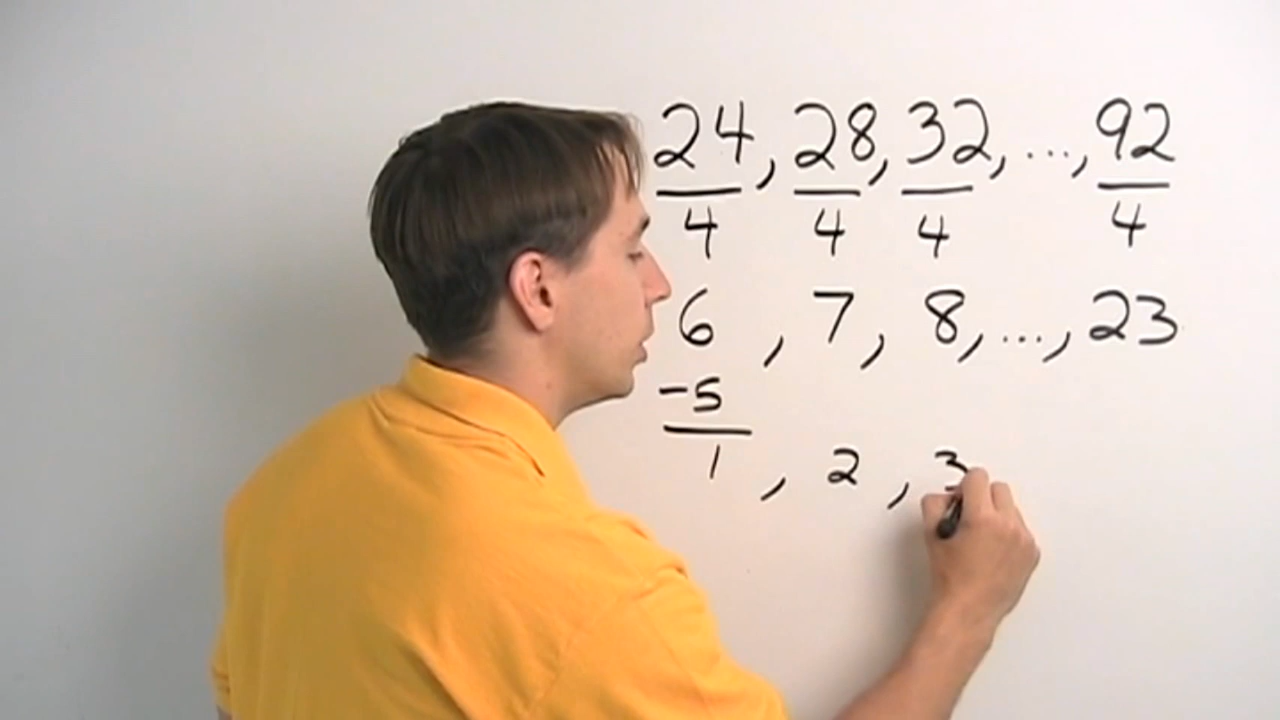 24, 28, 32, ..., 92
4 4 4 4
6, 7, 8, ..., 23
-5
1, 2, 3